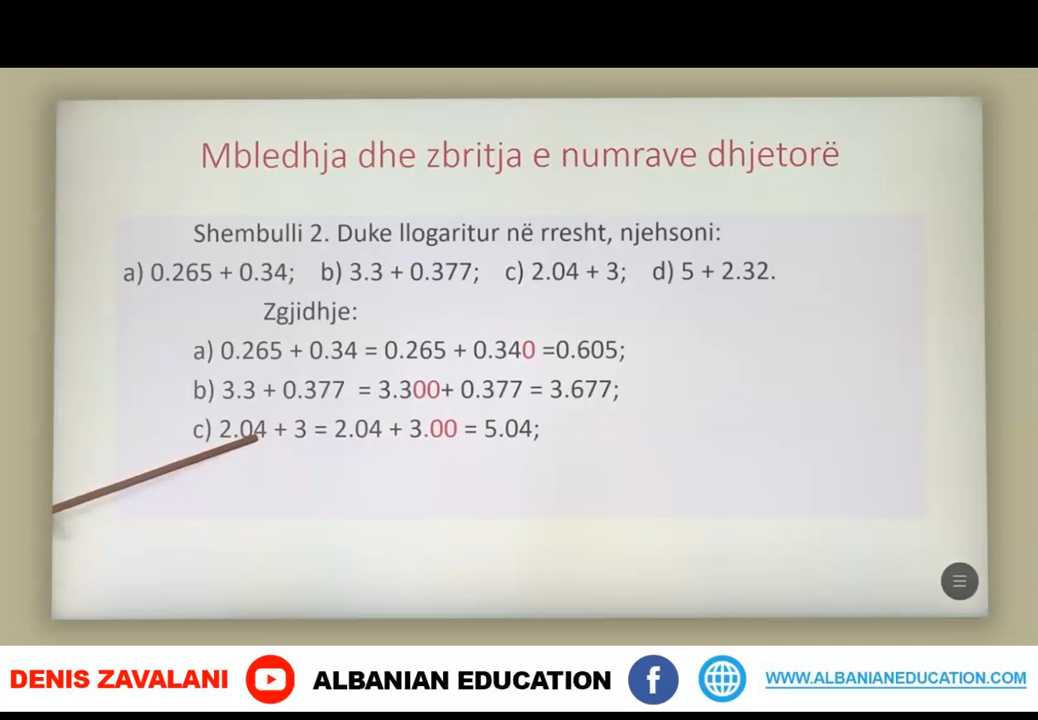 Mbledhja dhe zbritja e numrave dhjetorë
Shembulli 2. Duke llogaritur në rresht, njehsoni:
a) 0.265 + 0.34; b) 3.3 + 0.377; c) 2.04 + 3; d) 5 + 2.32.
Zgjidhje:
a) 0.265 + 0.34 = 0.265 + 0.340 =0.605;
b) 3.3 + 0.377 = 3.300+ 0.377 = 3.677;
c) 2.04 + 3 = 2.04 + 3.00 = 5.04;
DENIS ZAVALANI ALBANIAN EDUCATION f WWW.ALBANIANEDUCATION.COM